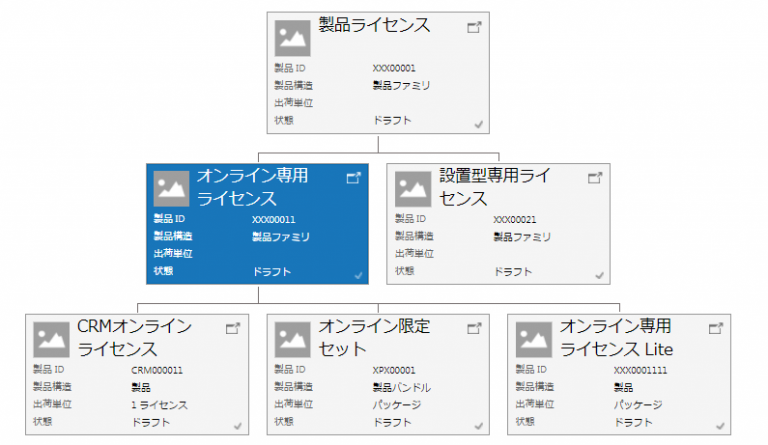 製品ライセンス
製品 ID XXX00001
製品構造 製品ファミリ
出荷単位
状態 ドラフト
オンライン専用
ライセンス
製品 ID XXX00011
製品構造 製品ファミリ
出荷単位
状態 ドラフト
設置型専用ライ
センス
製品 ID XXX00021
製品構造 製品ファミリ
出荷単位
状態 ドラフト
CRMオンライン
ライセンス
製品 ID CRM000011
製品構造 製品
出荷単位 1 ライセンス
状態 ドラフト
オンライン限定
セット
製品 ID XPX00001
製品構造 製品バンドル
出荷単位 パッケージ
状態 ドラフト
オンライン専用
ライセンス Lite
製品 ID XXX0001111
製品構造 製品
出荷単位 パッケージ
状態 ドラフト